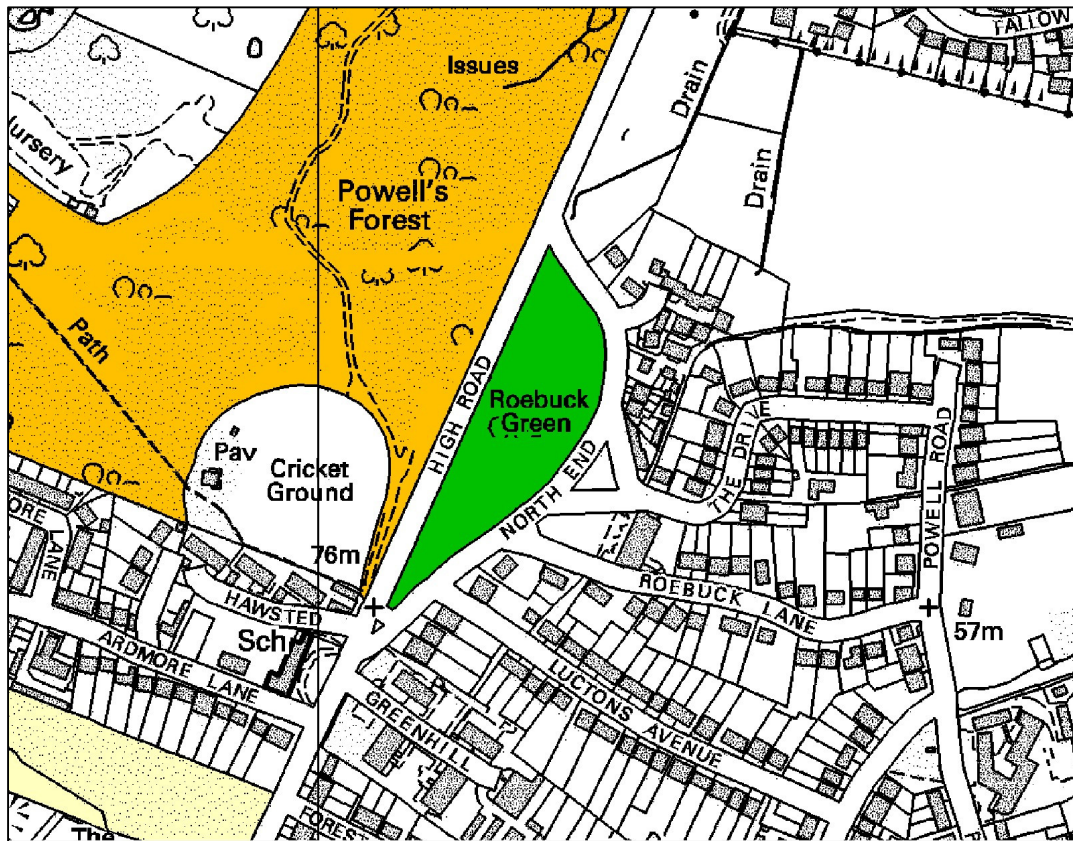 FALLOW
Issues
Drain
Nursery
Drain
Powell's
Forest
Path
HIGH ROAD
Roebuck
Green
THE DRIVE
POWELL ROAD
Pav
Cricket
Ground
NORTH END
ORE LANE
76m
ROEBUCK LANE
HAWSTED
57m
Sch
ARDMORE LANE
LUCTONS AVENUE
GREENHILL
FOREST
The